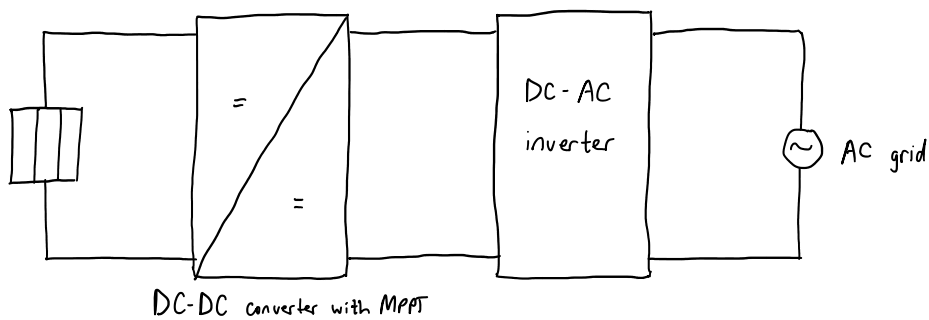 =
=
DC-AC
inverter
~
AC grid
DC-DC converter with MPPT